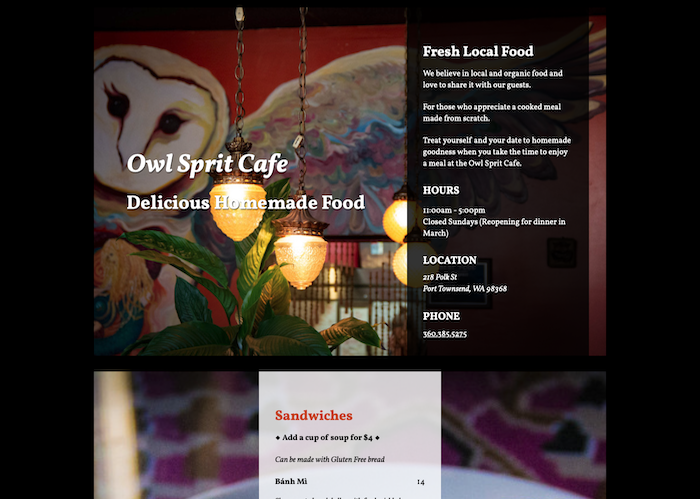 Owl Sprit Cafe
Delicious Homemade Food
Fresh Local Food
We believe in local and organic food and
love to share it with our guests.
For those who appreciate a cooked meal
made from scratch.
Treat yourself and your date to homemade
goodness when you take the time to enjoy
a meal at the Owl Sprit Cafe.
HOURS
11:00am - 5:00pm
Closed Sundays (Reopening for dinner in
March)
LOCATION
218 Polk St
Port Townsend, WA 98368
PHONE
360.385.5275
Sandwiches
◆ Add a cup of soup for $4 ◆
Can be made with Gluten Free bread
Bánh Mì 14